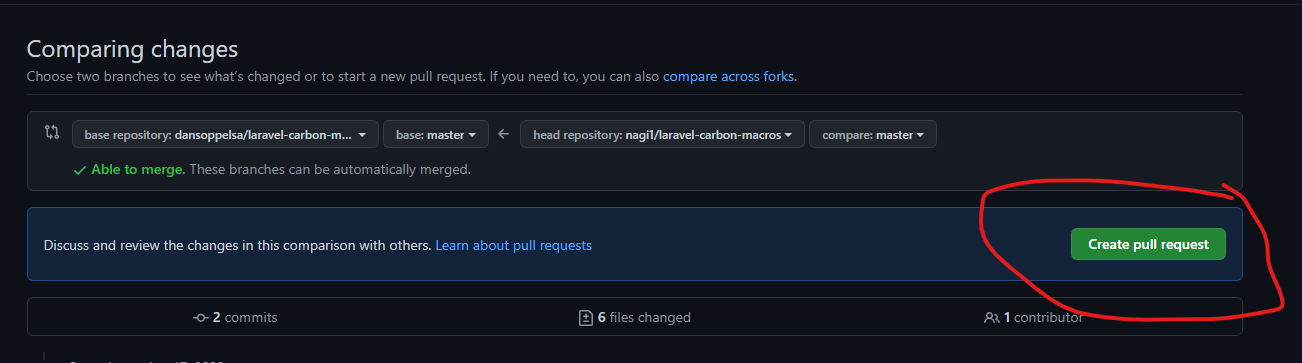 Comparing changes
Choose two branches to see what's changed or to start a new pull request. If you need to, you can also compare across forks.
base repository: dansoppelsa/laravel-carbon-m... base: master head repository: nagi1/laravel-carbon-macros compare: master
Able to merge. These branches can be automatically merged.
Discuss and review the changes in this comparison with others. Learn about pull requests Create pull request
2 commits 6 files changed 1 contributor